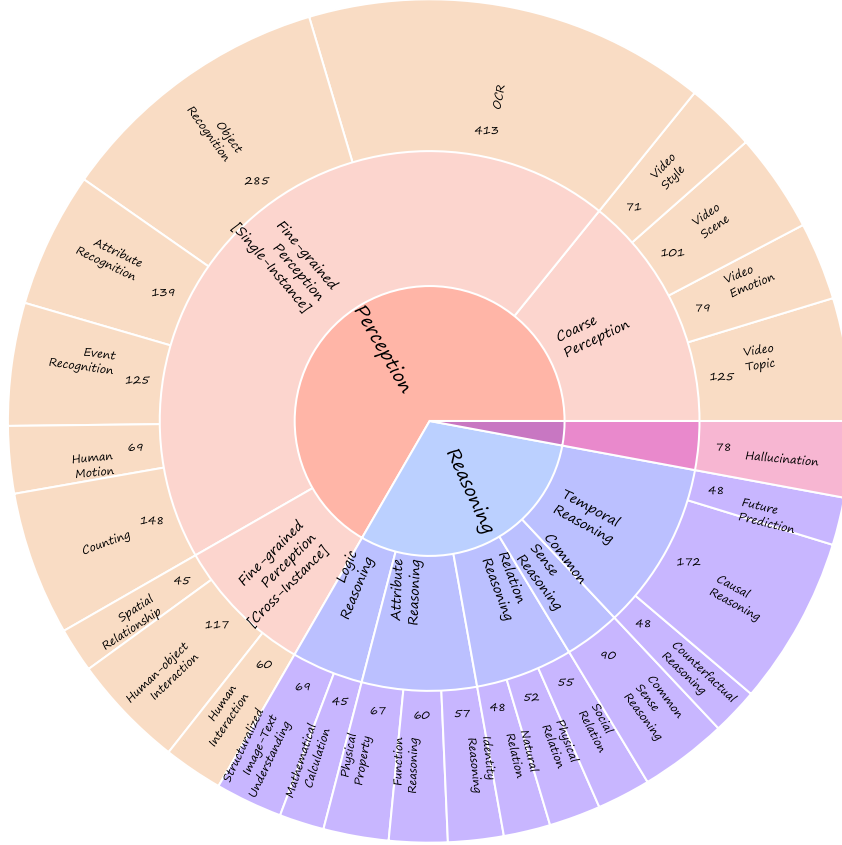 Perception
Reasoning
Coarse
Perception
Fine-grained
Perception
[Single-Instance]
Fine-grained
Perception
[Cross-Instance]
Logic
Reasoning
Attribute
Reasoning
Relation
Reasoning
Common
Sense
Reasoning
Temporal
Reasoning
Video
Topic
125
Video
Emotion
79
Video
Scene
101
Video
Style
71
OCR
413
Object
Recognition
285
Attribute
Recognition
139
Event
Recognition
125
Human
Motion
69
Counting
148
Spatial
Relationship
45
Human-object
Interaction
117
Human
Interaction
60
Structuralized
Image-Text
Understanding
69
Mathematical
Calculation
45
Physical
Property
67
Function
Reasoning
60
Identity
Reasoning
57
Natural
Relation
48
Physical
Relation
52
Social
Relation
55
Common
Sense
Reasoning
90
Counterfactual
Reasoning
48
Causal
Reasoning
172
Future
Prediction
48
Hallucination
78